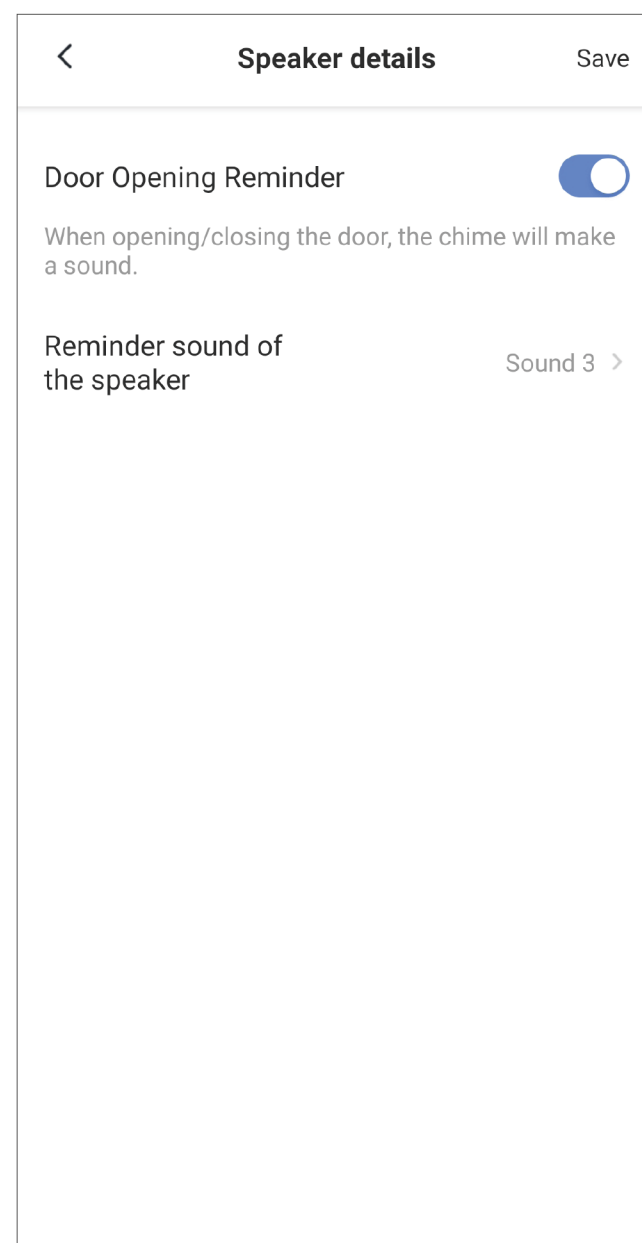 Speaker details Save
Door Opening Reminder
When opening/closing the door, the chime will make
a sound.
Reminder sound of
the speaker
Sound 3